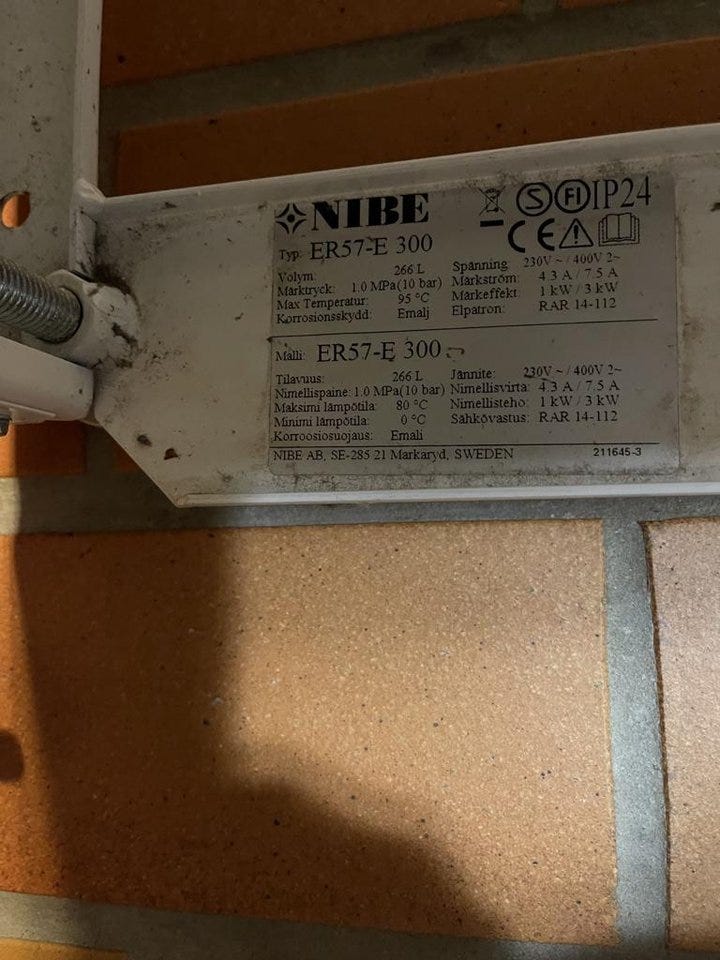 NIBE S FI IP24
CE
Typ: ER57-E 300
Volym: 266 L Spänning 230V ~ / 400V 2~
Märktryck: 1.0 MPa(10 bar) Märkström: 4.3 A / 7.5 A
Max Temperatur: 95 °C Märkeffekt: 1 kW / 3 kW
Korrosionsskydd: Emalj Elpatron: RAR 14-112
Malli: ER57-E 300
Tilavuus: 266 L Jännite: 230V ~ / 400V 2~
Nimellispaine: 1.0 MPa(10 bar) Nimellisvirta: 4.3 A / 7.5 A
Maksimi lämpötila: 80 °C Nimellisteho: 1 kW / 3 kW
Minimi lämpötila: 0 °C Sähkövastus: RAR 14-112
Korroosiosuojaus: Emali
NIBE AB, SE-285 21 Markaryd, SWEDEN 211645-3